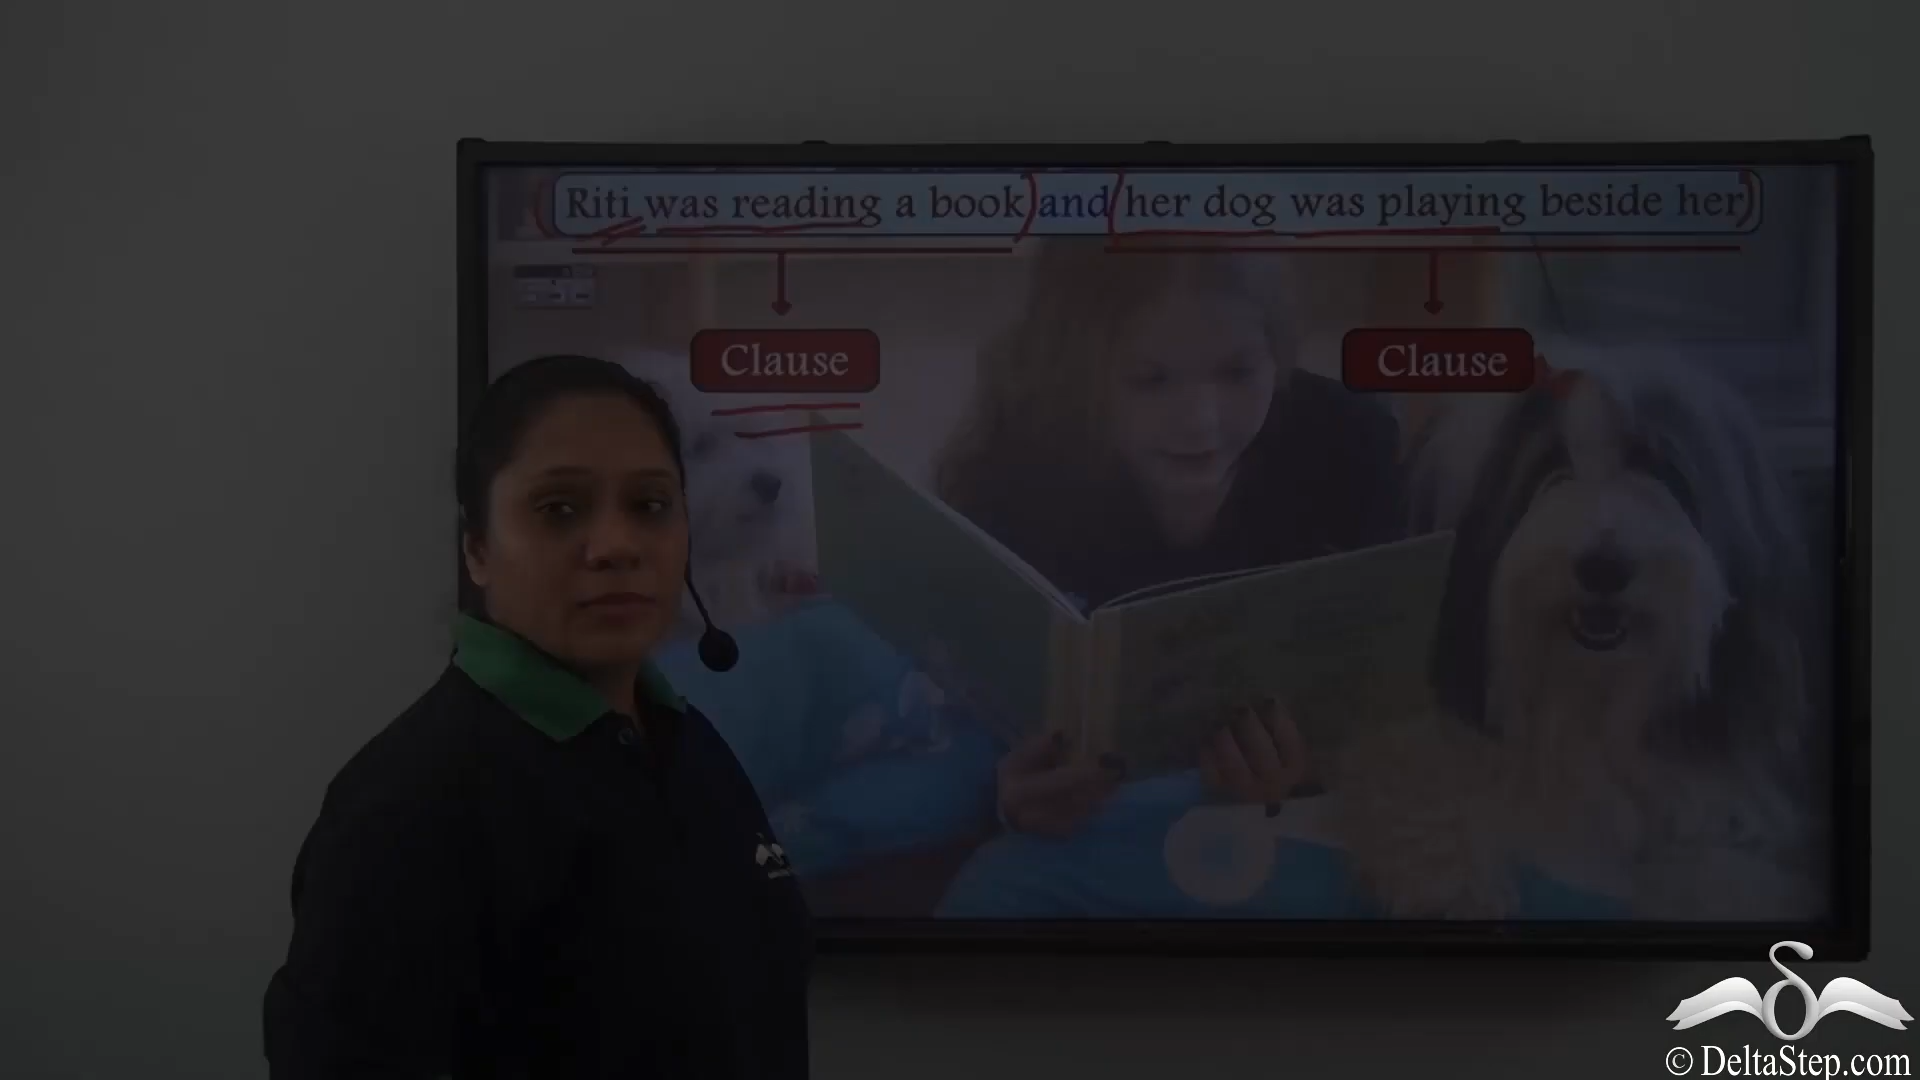 Riti was reading a book and her dog was playing beside her
Clause
Clause
© DeltaStep.com